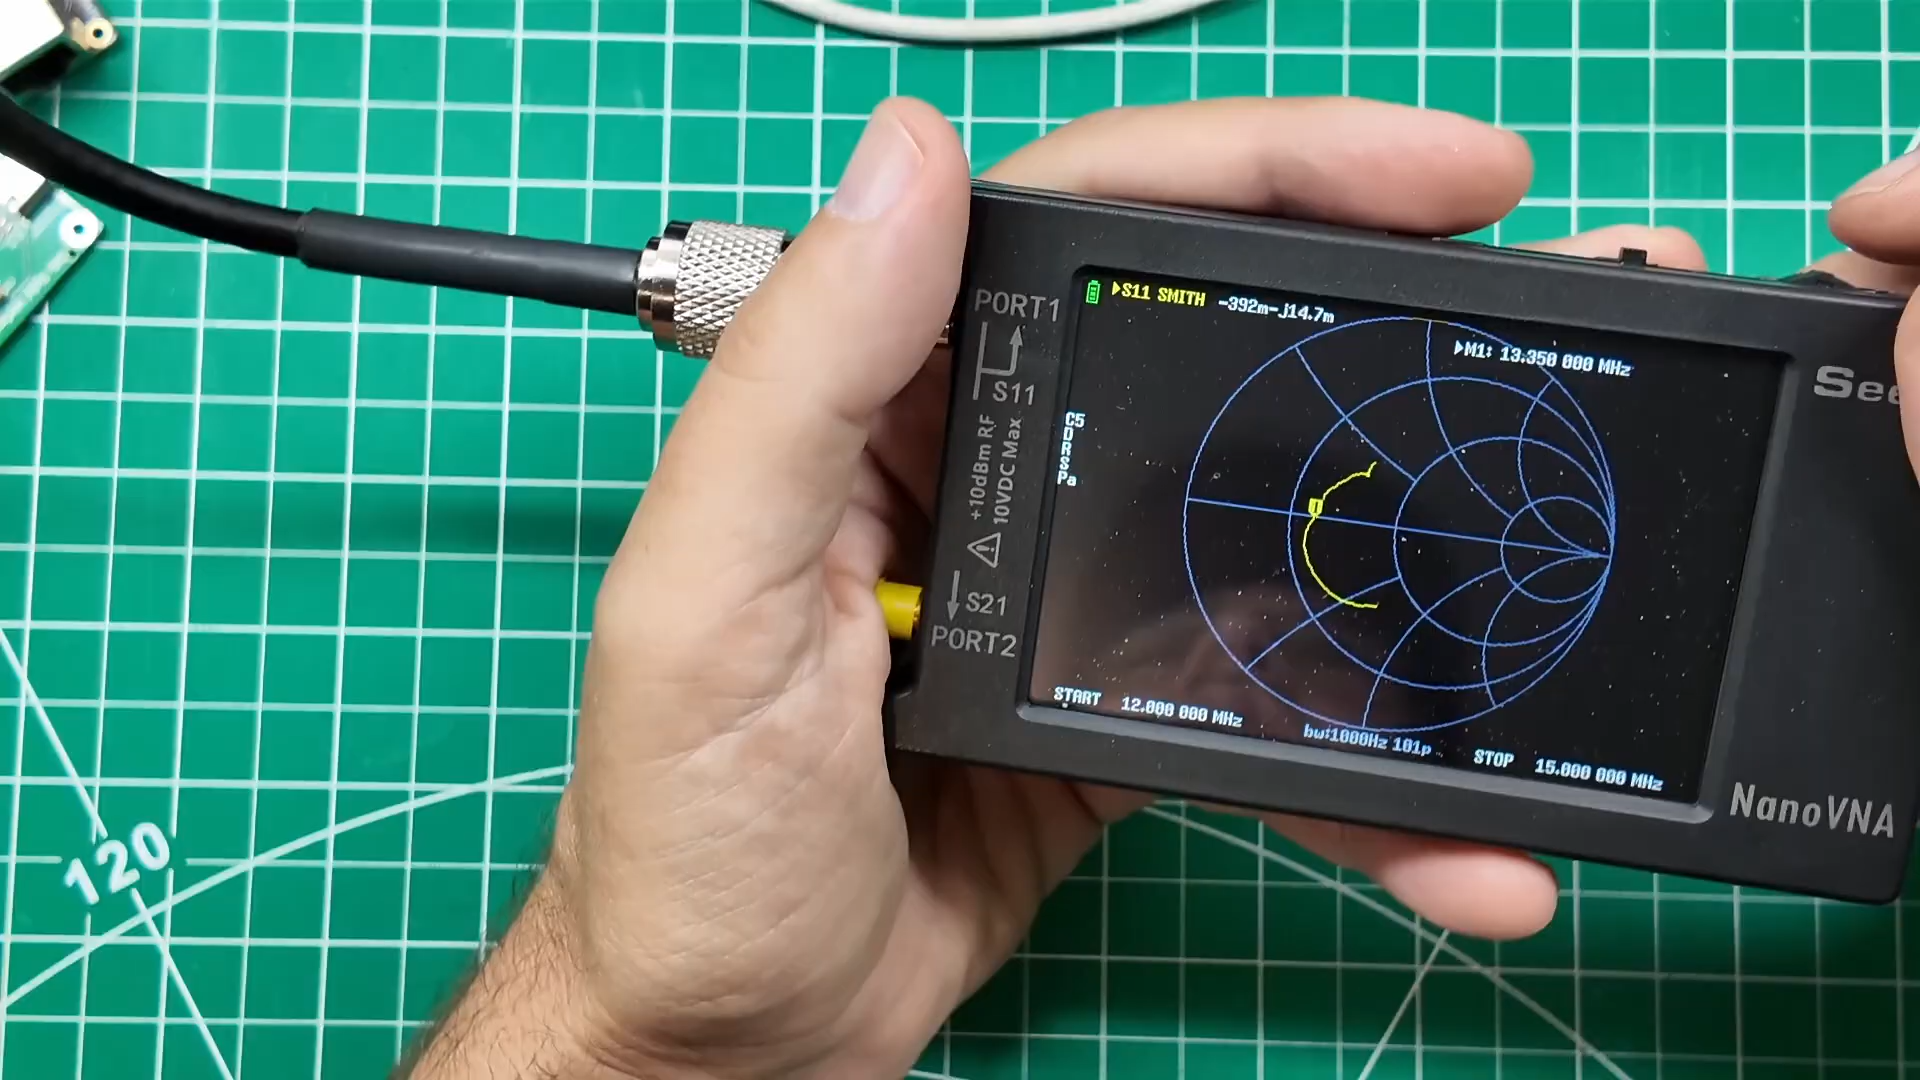 ▶S11 SMITH -392m-j14.7m
▶M1: 13.350 000 MHz
1
C5
D
R
S
Pa
START 12.000 000 MHz
bw:1000Hz 101p
STOP 15.000 000 MHz
PORT1
S11
+10dBm RF
10VDC Max
S21
PORT2
See
NanoVNA
120